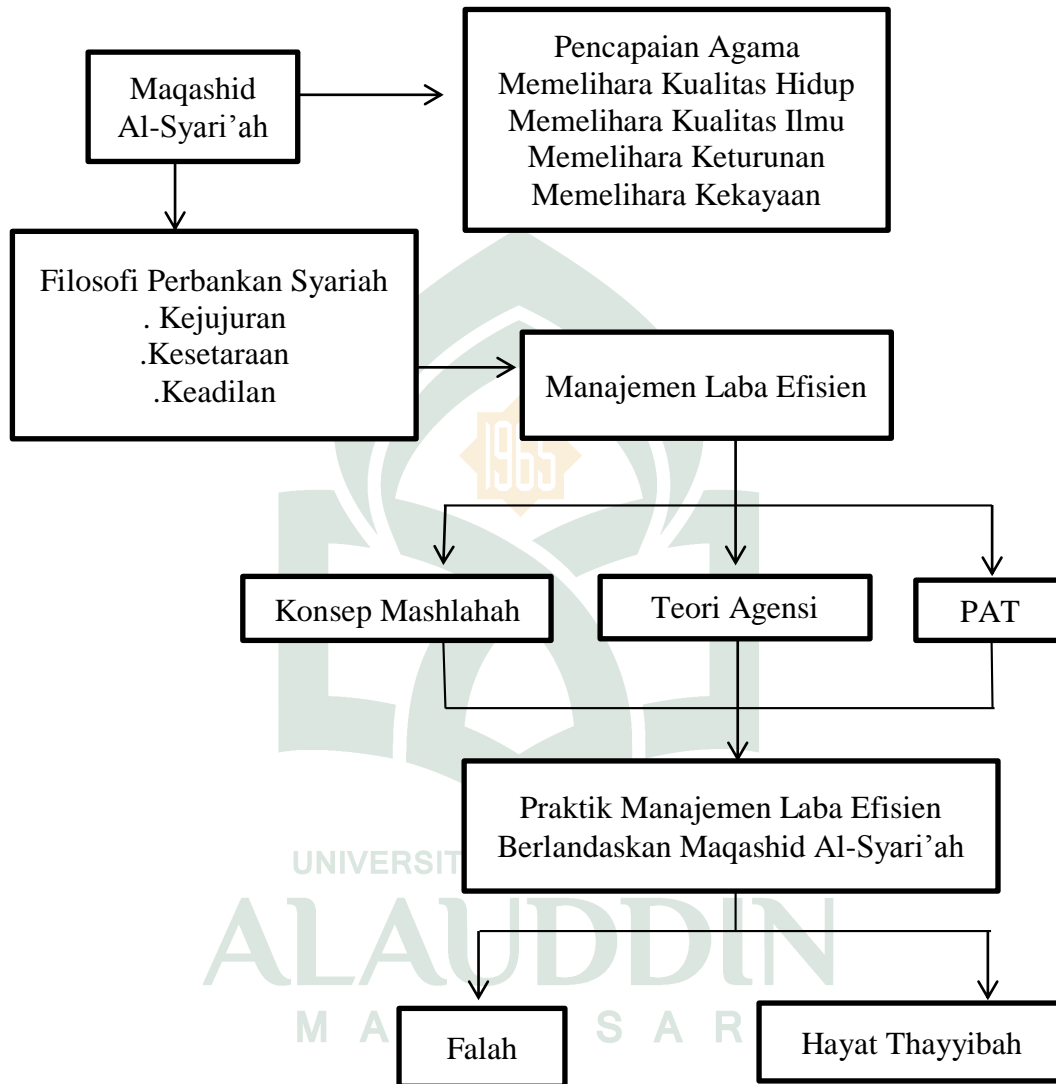 Maqashid
Al-Syari’ah
Pencapaian Agama
Memelihara Kualitas Hidup
Memelihara Kualitas Ilmu
Memelihara Keturunan
Memelihara Kekayaan
Filosofi Perbankan Syariah
. Kejujuran
.Kesetaraan
.Keadilan
Manajemen Laba Efisien
1965
Konsep Mashlahah
Teori Agensi
PAT
Praktik Manajemen Laba Efisien
Berlandaskan Maqashid Al-Syari’ah
UNIVERSIT
ALAUDDIN
M A S A R
Falah
Hayat Thayyibah